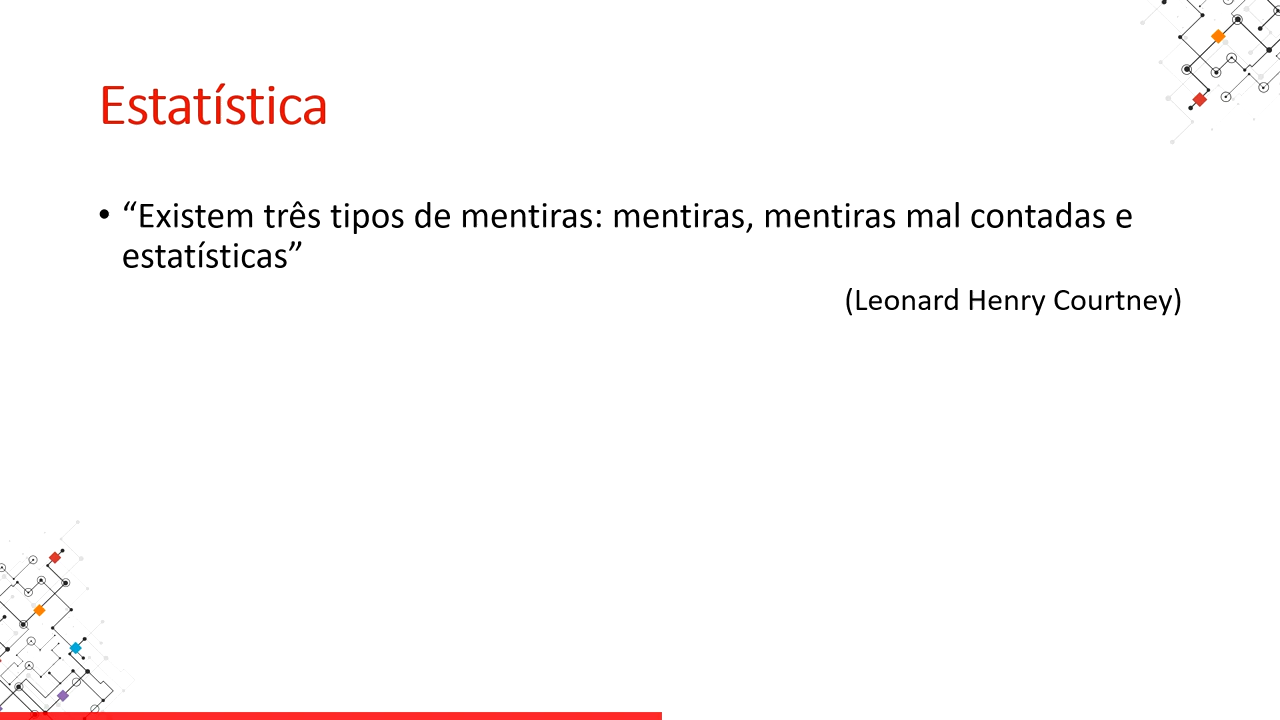 Estatística
• “Existem três tipos de mentiras: mentiras, mentiras mal contadas e
estatísticas”
(Leonard Henry Courtney)